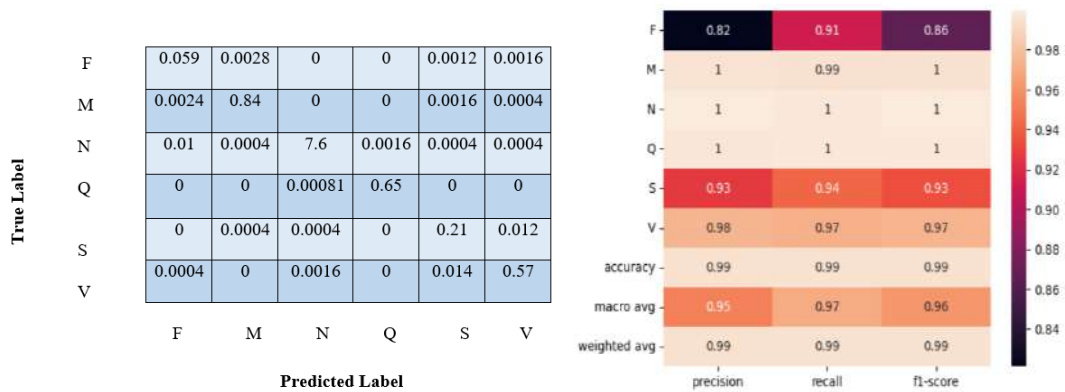 True Label
F 0.059 0.0028 0 0 0.0012 0.0016
M 0.0024 0.84 0 0 0.0016 0.0004
N 0.01 0.0004 7.6 0.0016 0.0004 0.0004
Q 0 0 0.00081 0.65 0 0
S 0 0.0004 0.0004 0 0.21 0.012
V 0.0004 0 0.0016 0 0.014 0.57
F M N Q S V
Predicted Label
F 0.82 0.91 0.86
M 1 0.99 1
N 1 1 1
Q 1 1 1
S 0.93 0.94 0.93
V 0.98 0.97 0.97
accuracy 0.99 0.99 0.99
macro avg 0.95 0.97 0.96
weighted avg 0.99 0.99 0.99
precision recall f1-score
0.98
0.96
0.94
0.92
0.90
0.88
0.86
0.84